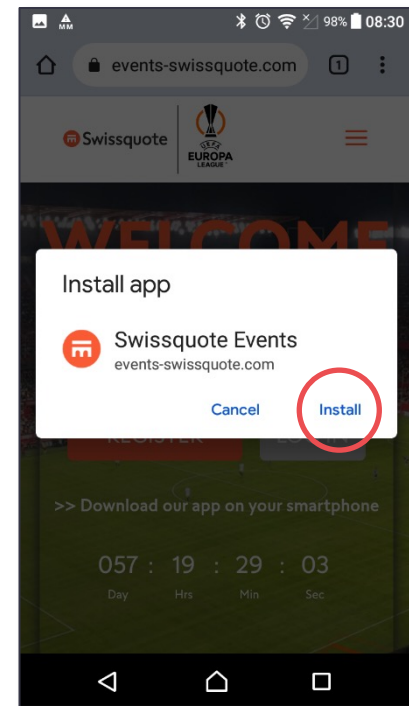 MM
98% 08:30
events-swissquote.com 1
Swissquote
EUROPA
LEAGUE
WELCOME
Install app
Swissquote Events
events-swissquote.com
Cancel Install
REGISTER
>> Download our app on your smartphone
057 : 19 : 29 : 03
Day Hrs Min Sec